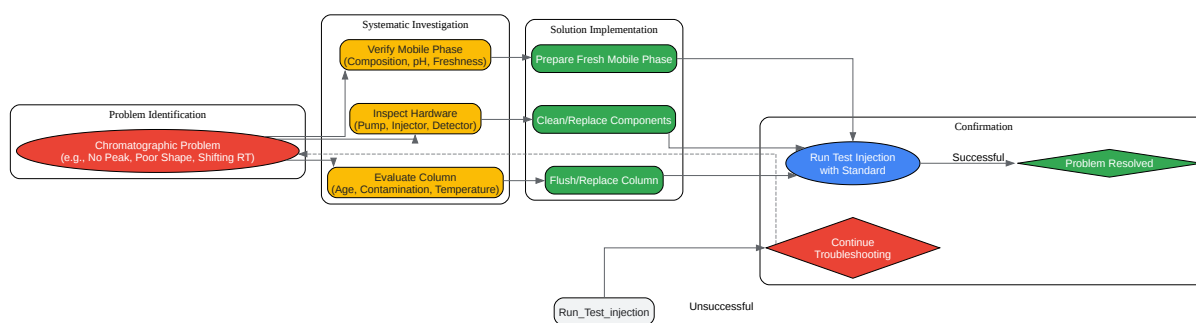 Problem Identification
Chromatographic Problem
(e.g., No Peak, Poor Shape, Shifting RT)
Systematic Investigation
Verify Mobile Phase
(Composition, pH, Freshness)
Inspect Hardware
(Pump, Injector, Detector)
Evaluate Column
(Age, Contamination, Temperature)
Solution Implementation
Prepare Fresh Mobile Phase
Clean/Replace Components
Flush/Replace Column
Confirmation
Run Test Injection
with Standard
Successful
Problem Resolved
Continue
Troubleshooting
Run_Test_injection
Unsuccessful